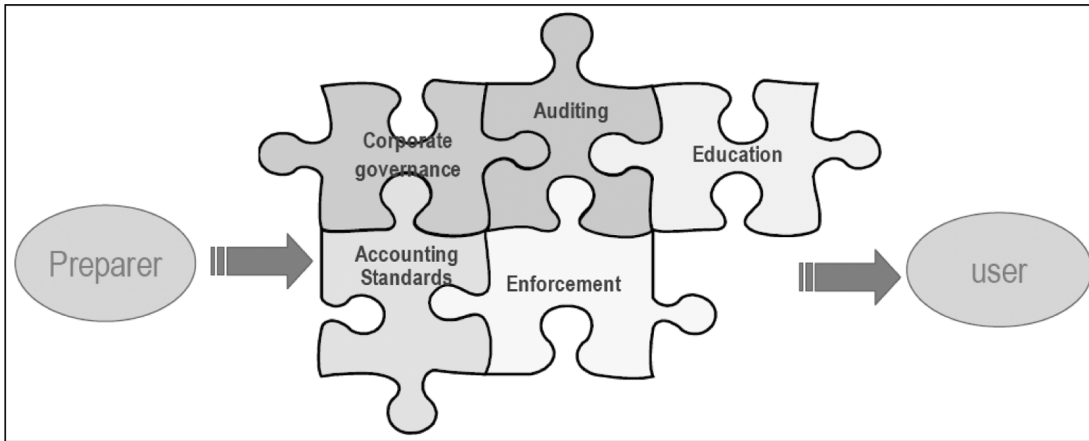 Auditing
Corporate
governance
Education
Preparer
Accounting
Standards
Enforcement
user